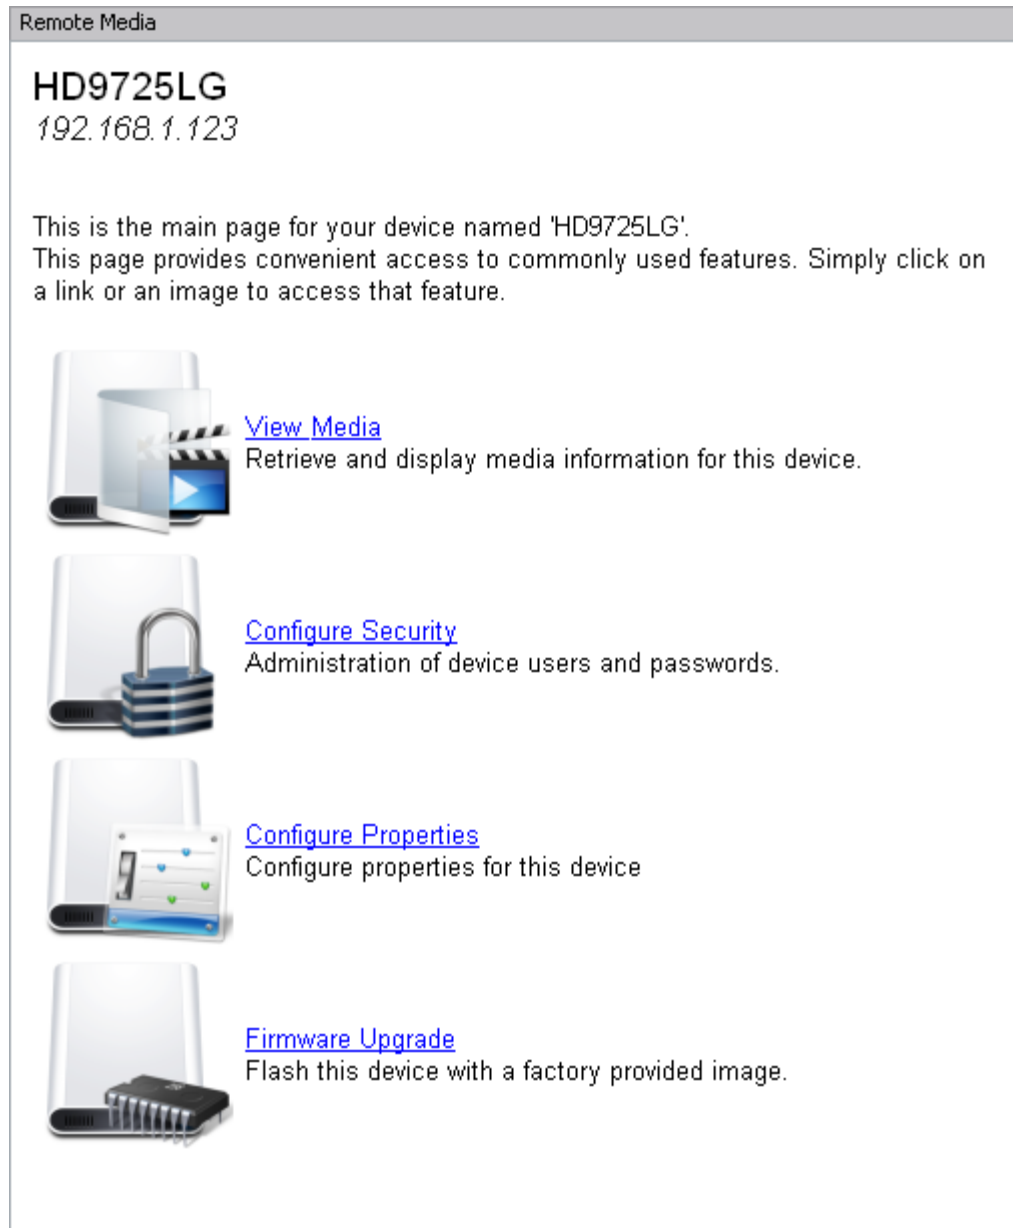 Remote Media
HD9725LG
192.168.1.123
This is the main page for your device named 'HD9725LG'.
This page provides convenient access to commonly used features. Simply click on
a link or an image to access that feature.
View Media
Retrieve and display media information for this device.
Configure Security
Administration of device users and passwords.
Configure Properties
Configure properties for this device
Firmware Upgrade
Flash this device with a factory provided image.